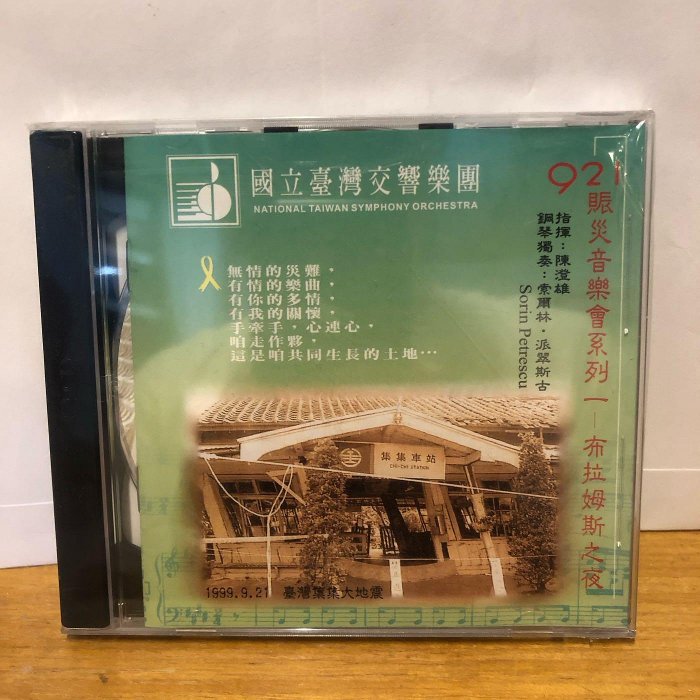 國立臺灣交響樂團
NATIONAL TAIWAN SYMPHONY ORCHESTRA
921賑災音樂會系列一—布拉姆斯之夜
指揮：陳澄雄
鋼琴獨奏：索爾林・派翠斯古
Sorin Petrescu
無情的災難，
有情的樂曲，
有你的多情，
有我的關懷，
手牽手，心連心，
咱走作夥，
這是咱共同生長的土地…
集集車站
CHI-CHI STATION
1999.9.21 臺灣集集大地震